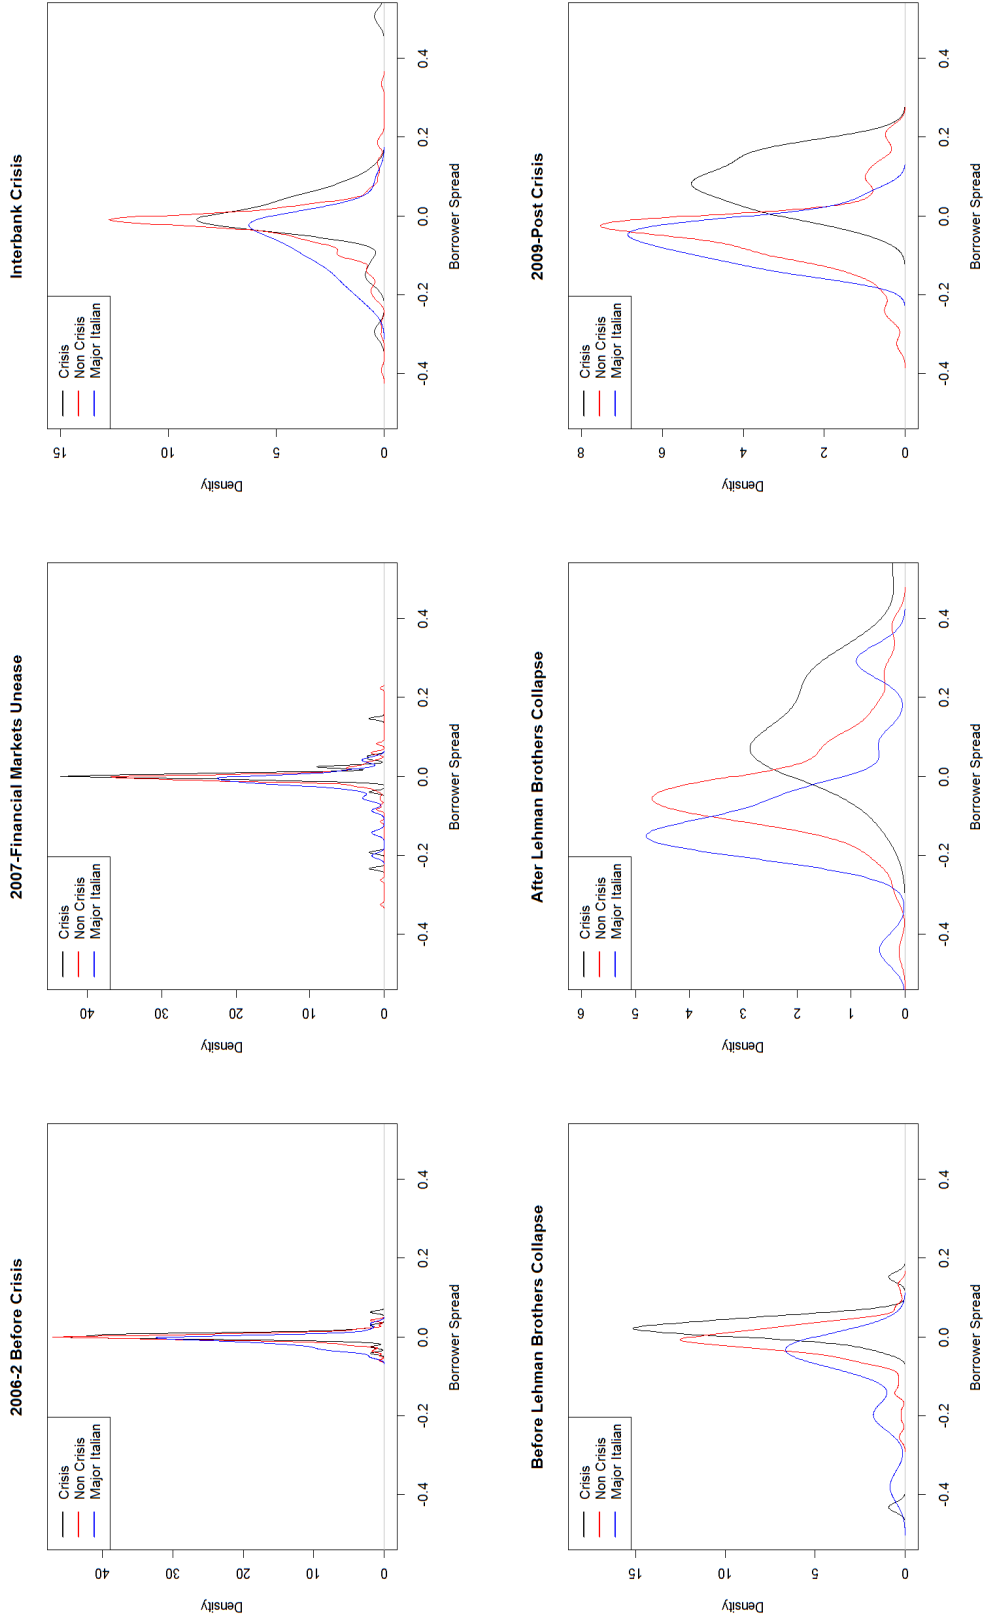 2006-2 Before Crisis
Density
0 10 20 30 40
Crisis
Non Crisis
Major Italian
-0.4 -0.2 0.0 0.2 0.4
Borrower Spread
2007-Financial Markets Unease
Density
0 10 20 30 40
Crisis
Non Crisis
Major Italian
-0.4 -0.2 0.0 0.2 0.4
Borrower Spread
Interbank Crisis
Density
0 5 10 15
Crisis
Non Crisis
Major Italian
-0.4 -0.2 0.0 0.2 0.4
Borrower Spread
Before Lehman Brothers Collapse
Density
0 5 10 15
Crisis
Non Crisis
Major Italian
-0.4 -0.2 0.0 0.2 0.4
Borrower Spread
After Lehman Brothers Collapse
Density
0 1 2 3 4 5 6
Crisis
Non Crisis
Major Italian
-0.4 -0.2 0.0 0.2 0.4
Borrower Spread
2009-Post Crisis
Density
0 2 4 6 8
Crisis
Non Crisis
Major Italian
-0.4 -0.2 0.0 0.2 0.4
Borrower Spread